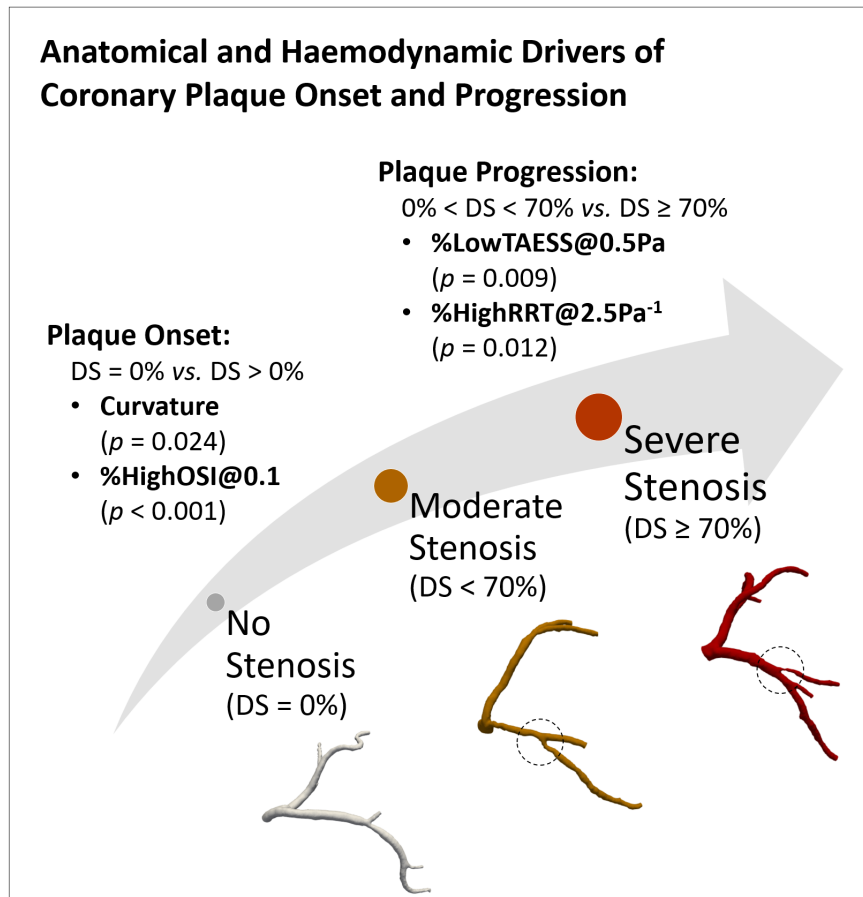 Anatomical and Haemodynamic Drivers of
Coronary Plaque Onset and Progression
Plaque Progression:
0% < DS < 70% vs. DS ≥ 70%
• %LowTAESS@0.5Pa
(p = 0.009)
• %HighRRT@2.5Pa⁻¹
(p = 0.012)
Plaque Onset:
DS = 0% vs. DS > 0%
• Curvature
(p = 0.024)
• %HighOSI@0.1
(p < 0.001)
Severe
Stenosis
(DS ≥ 70%)
Moderate
Stenosis
(DS < 70%)
No
Stenosis
(DS = 0%)